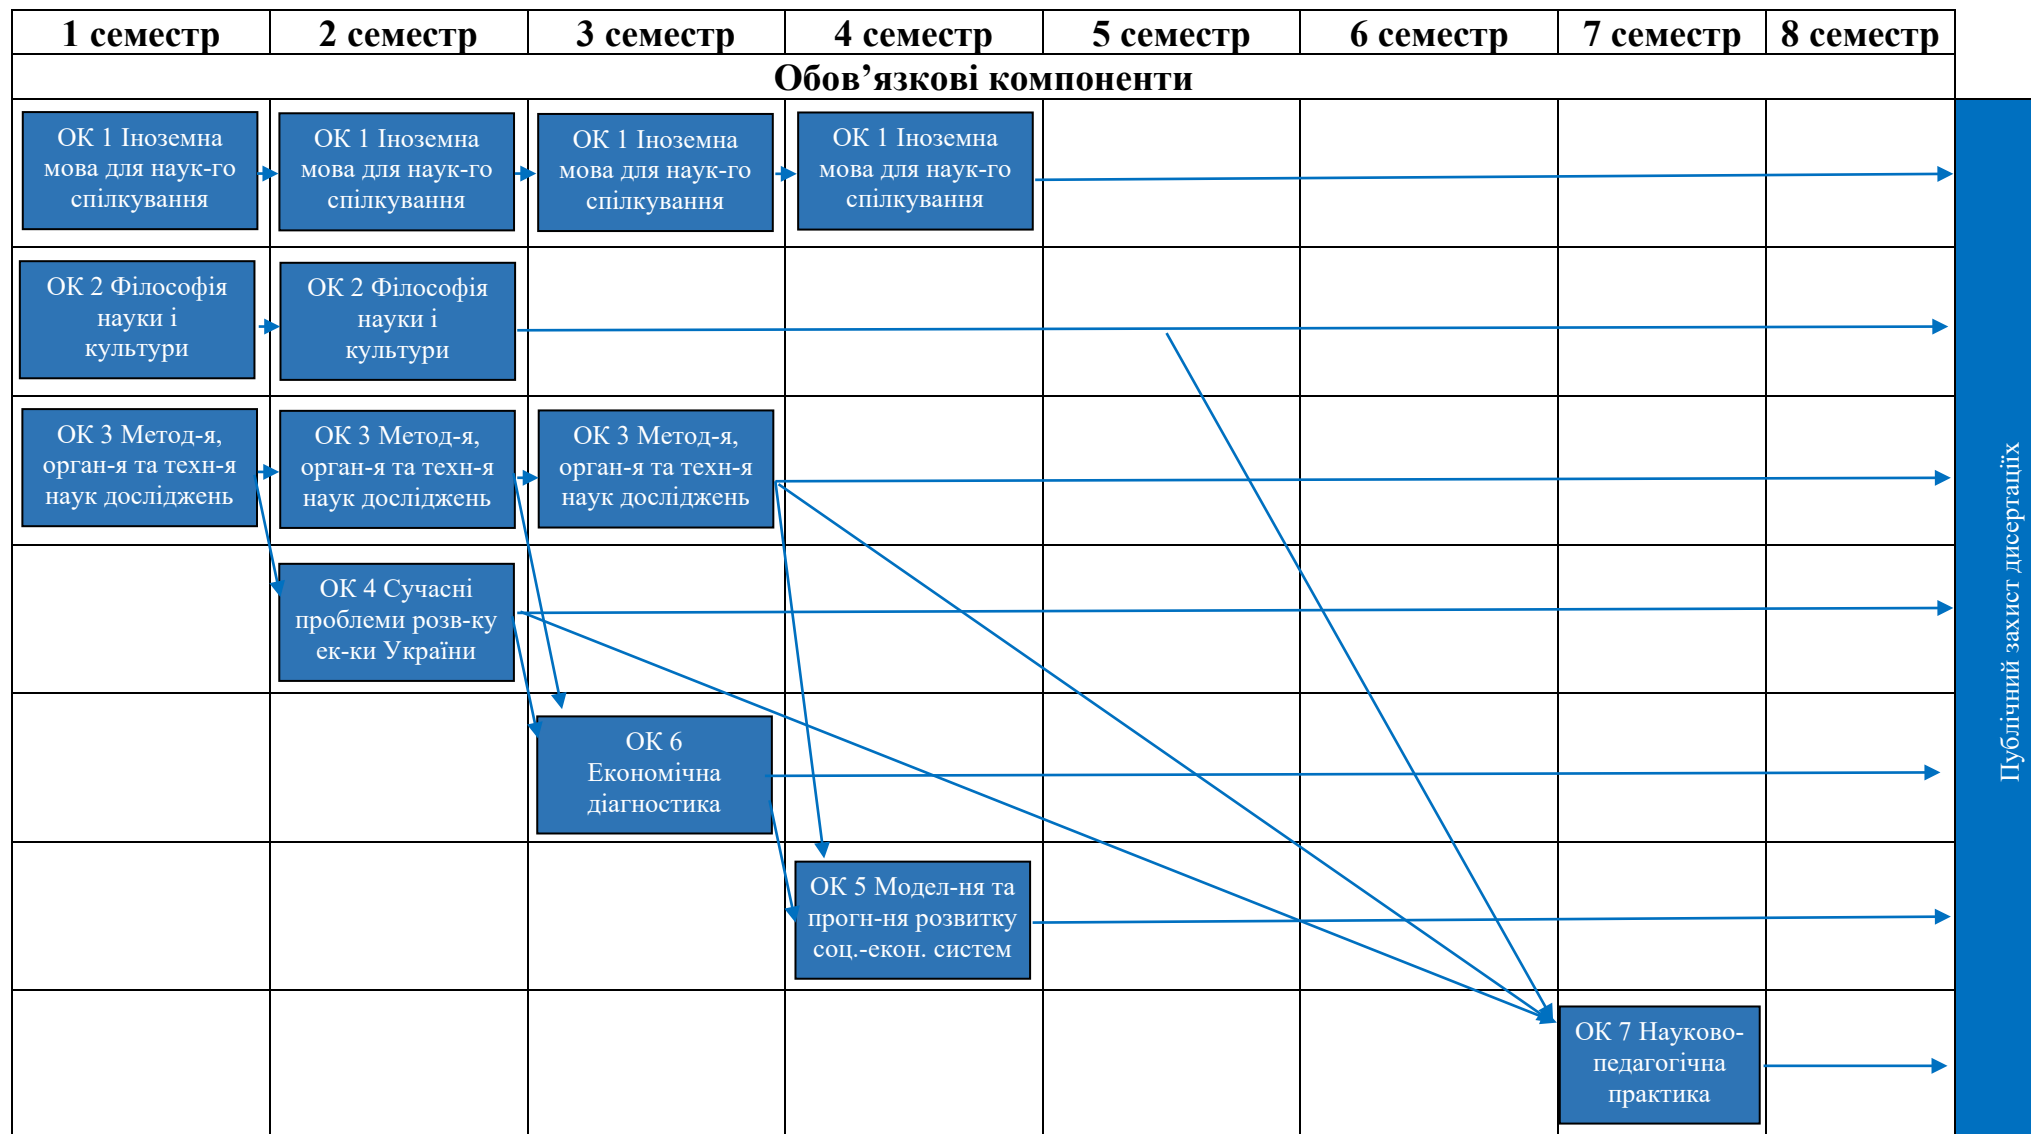 1 семестр
2 семестр
3 семестр
4 семестр
5 семестр
6 семестр
7 семестр
8 семестр
Обов’язкові компоненти
ОК 1 Іноземна
мова для наук-го
спілкування
ОК 1 Іноземна
мова для наук-го
спілкування
ОК 1 Іноземна
мова для наук-го
спілкування
ОК 1 Іноземна
мова для наук-го
спілкування
ОК 2 Філософія
науки і
культури
ОК 2 Філософія
науки і
культури
ОК 3 Метод-я,
орган-я та техн-я
наук досліджень
ОК 3 Метод-я,
орган-я та техн-я
наук досліджень
ОК 3 Метод-я,
орган-я та техн-я
наук досліджень
ОК 4 Сучасні
проблеми розв-ку
ек-ки України
ОК 6
Економічна
діагностика
ОК 5 Модел-ня та
прогн-ня розвитку
соц.-екон. систем
ОК 7 Науково-
педагогічна
практика
Публічний захист дисертаціїх